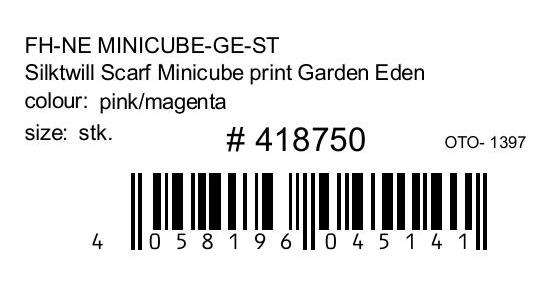 FH-NE MINICUBE-GE-ST
Silktwill Scarf Minicube print Garden Eden
colour: pink/magenta
size: stk.
# 418750
OTO- 1397
4 058196 045141